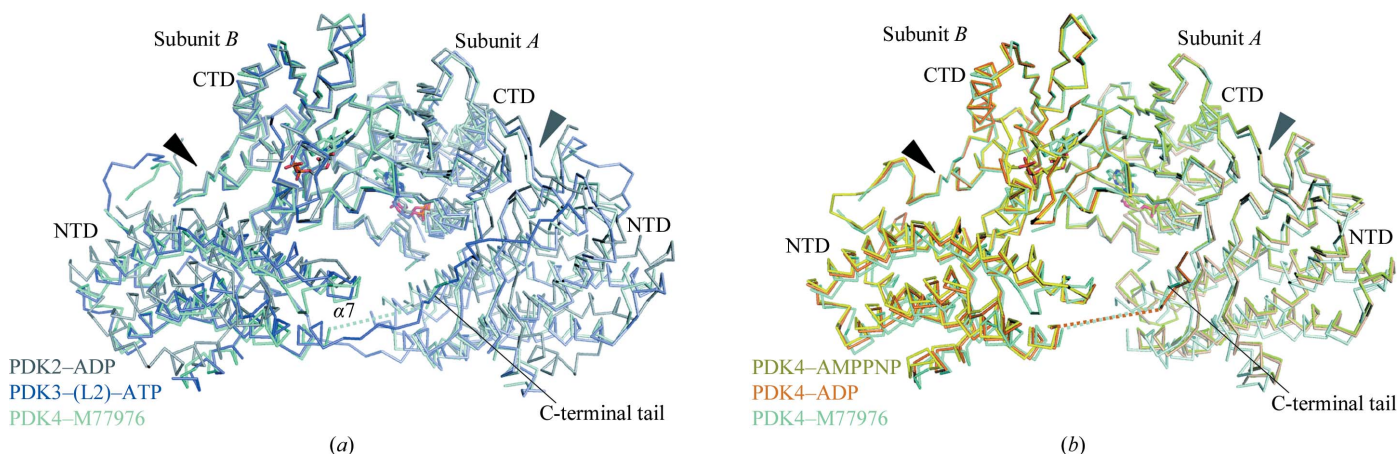 Subunit B
Subunit A
CTD
CTD
NTD
NTD
α7
PDK2–ADP
PDK3–(L2)–ATP
PDK4–M77976
C-terminal tail
(a)
Subunit B
Subunit A
CTD
CTD
NTD
NTD
PDK4–AMPPNP
PDK4–ADP
PDK4–M77976
C-terminal tail
(b)